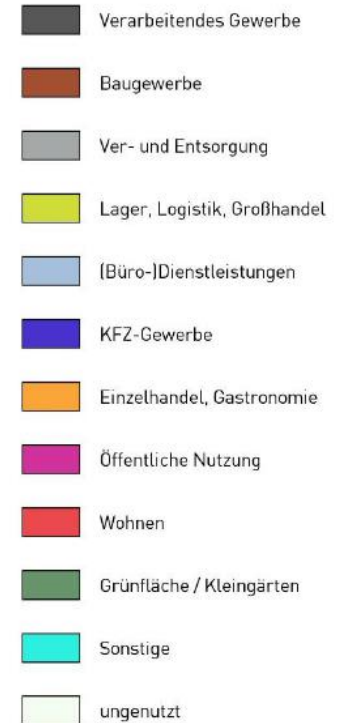 Verarbeitendes Gewerbe
Baugewerbe
Ver- und Entsorgung
Lager, Logistik, Großhandel
(Büro-)Dienstleistungen
KFZ-Gewerbe
Einzelhandel, Gastronomie
Öffentliche Nutzung
Wohnen
Grünfläche / Kleingärten
Sonstige
ungenutzt